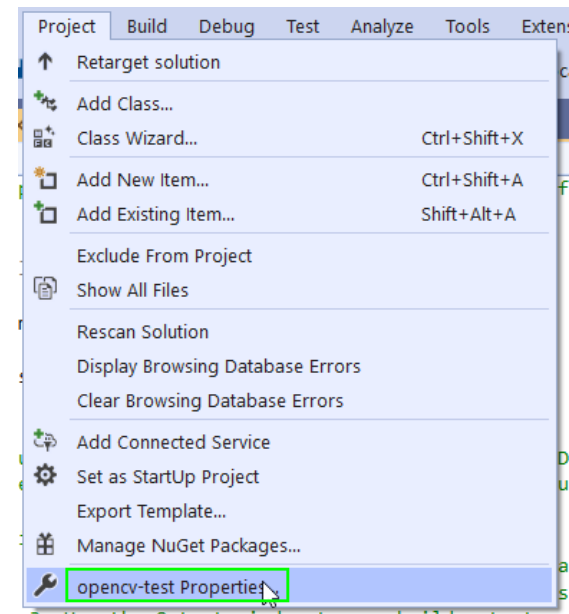 Project Build Debug Test Analyze Tools
Retarget solution
Add Class...
Class Wizard... Ctrl+Shift+X
Add New Item... Ctrl+Shift+A
Add Existing Item... Shift+Alt+A
Exclude From Project
Show All Files
Rescan Solution
Display Browsing Database Errors
Clear Browsing Database Errors
Add Connected Service
Set as StartUp Project
Export Template...
Manage NuGet Packages...
opencv-test Properties